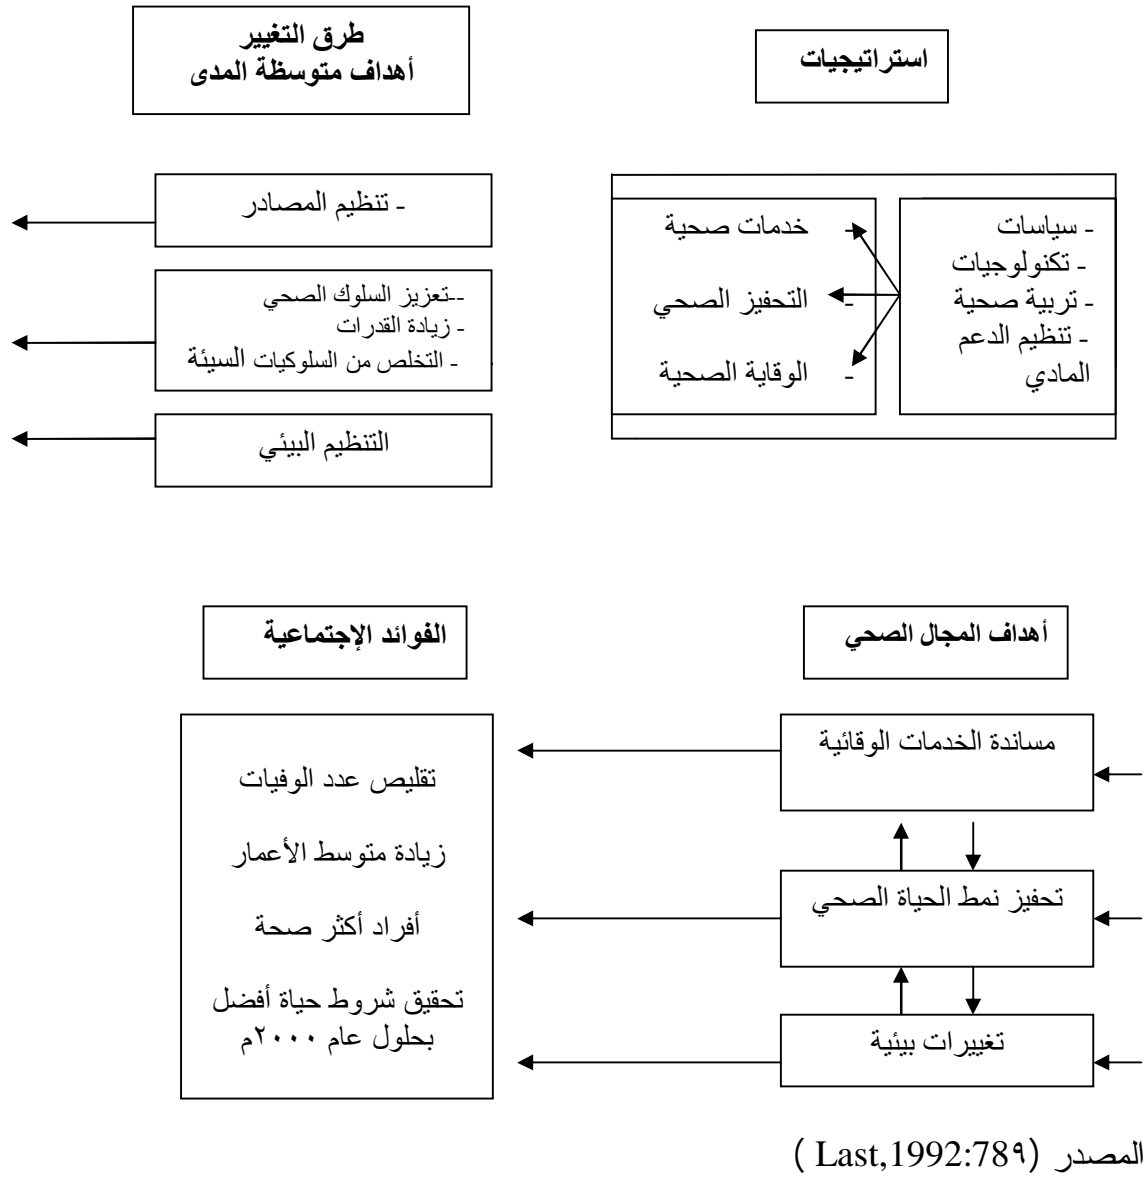 استراتيجيات
طرق التغيير
أهداف متوسظة المدى
- سياسات
- تكنولوجيات
- تربية صحية
- تنظيم الدعم
المادي
- خدمات صحية
- التحفيز الصحي
- الوقاية الصحية
- تنظيم المصادر
--تعزيز السلوك الصحي
- زيادة القدرات
- التخلص من السلوكيات السيئة
التنظيم البيئي
أهداف المجال الصحي
الفوائد الإجتماعية
مساندة الخدمات الوقائية
تحفيز نمط الحياة الصحي
تغييرات بيئية
تقليص عدد الوفيات
زيادة متوسط الأعمار
أفراد أكثر صحة
تحقيق شروط حياة أفضل
بحلول عام ٢٠٠٠م
المصدر (Last,1992:78٩ )